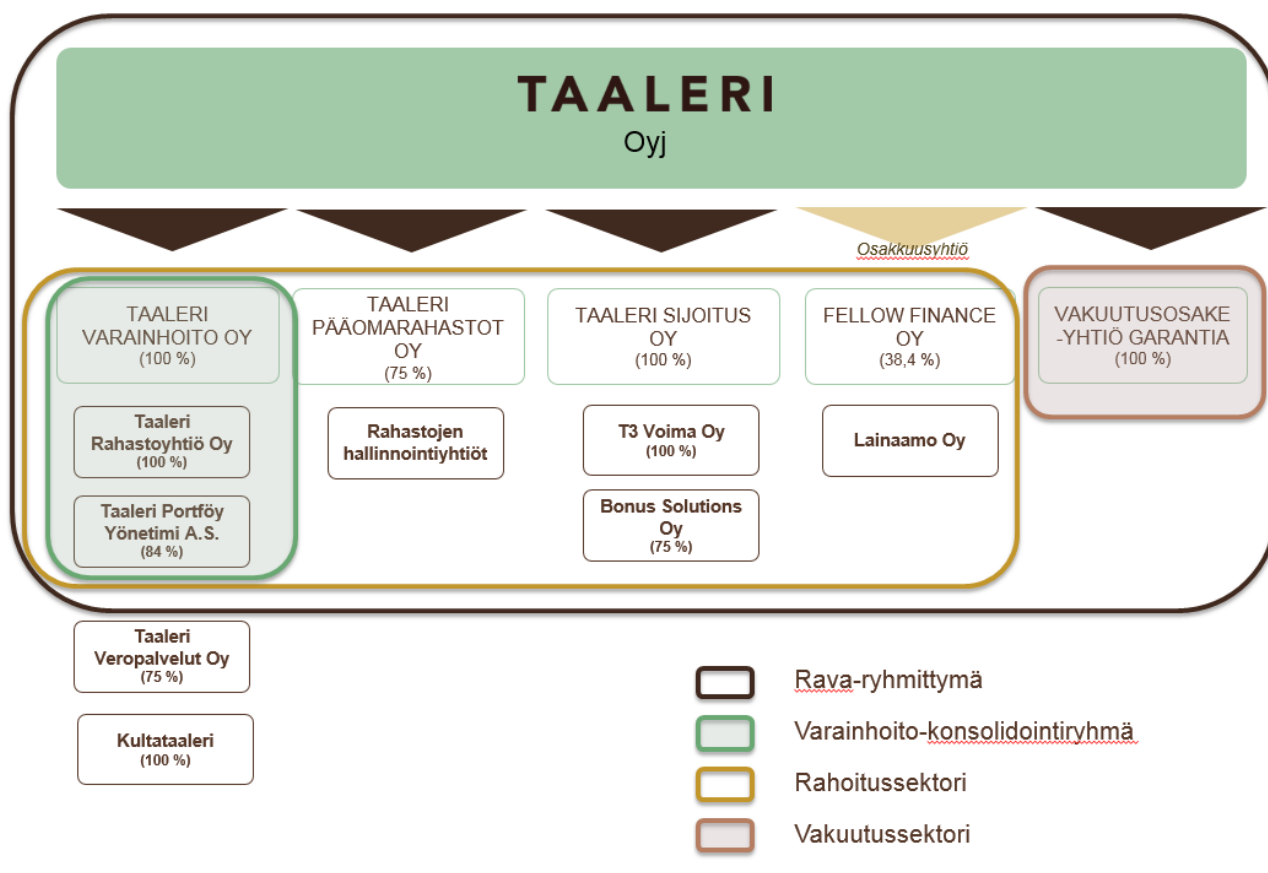 TAALERI
Oyj
Osakkuusyhtiö
TAALERI
VARAINHOITO OY
(100 %)
Taaleri
Rahastoyhtiö Oy
(100 %)
Taaleri Portföy
Yönetimi A.S.
(84 %)
Taaleri
Veropalvelut Oy
(75 %)
Kultataaleri
(100 %)
TAALERI
PÄÄOMARAHASTOT
OY
(75 %)
Rahastojen
hallinnointiyhtiöt
TAALERI SIJOITUS
OY
(100 %)
T3 Voima Oy
(100 %)
Bonus Solutions
Oy
(75 %)
FELLOW FINANCE
OY
(38,4 %)
Lainaamo Oy
VAKUUTUSOSAKE
-YHTIÖ GARANTIA
(100 %)
Rava-ryhmittymä
Varainhoito-konsolidointiryhmä
Rahoitussektori
Vakuutussektori